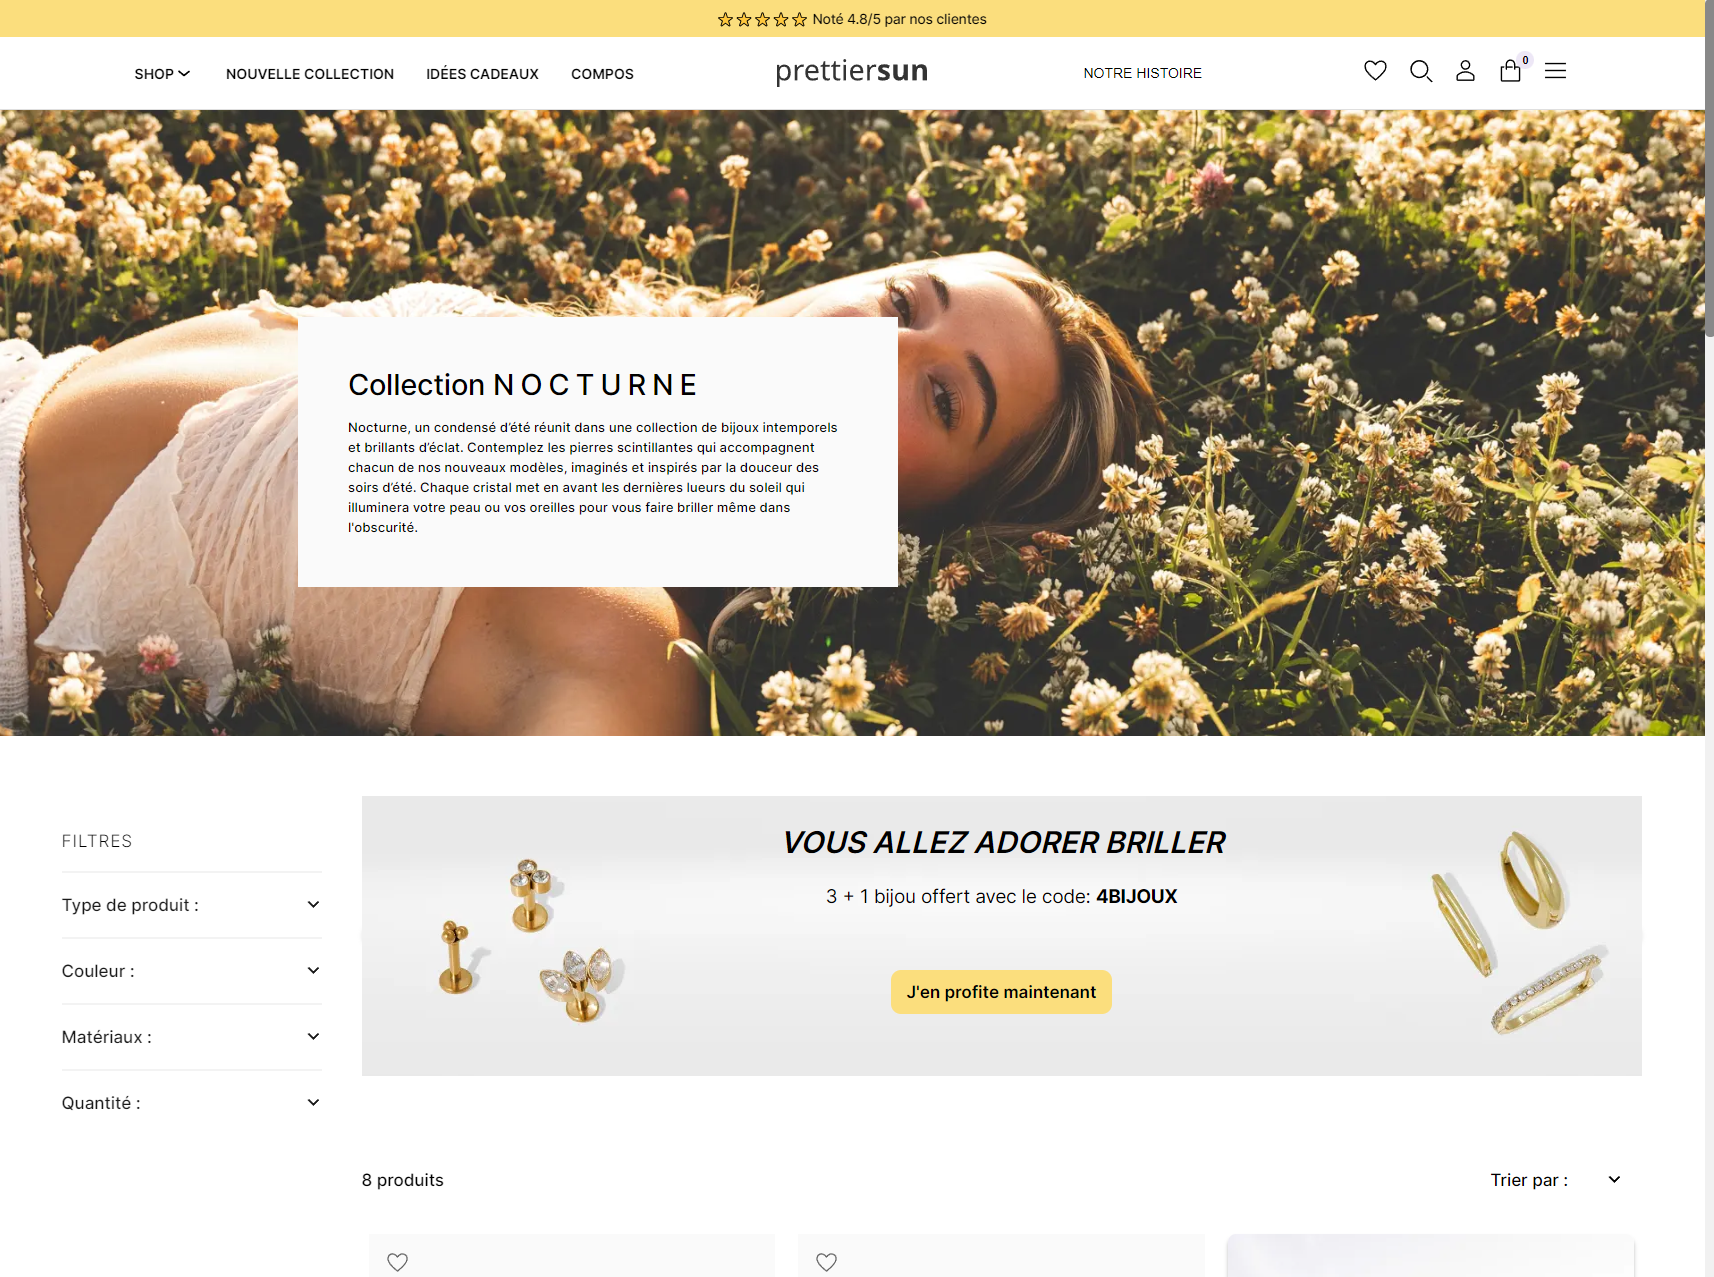 Noté 4.8/5 par nos clientes
SHOP NOUVELLE COLLECTION IDÉES CADEAUX COMPOS prettiersun NOTRE HISTOIRE 0
Collection NOCTURNE
Nocturne, un condensé d’été réunit dans une collection de bijoux intemporels
et brillants d’éclat. Contemplez les pierres scintillantes qui accompagnent
chacun de nos nouveaux modèles, imaginés et inspirés par la douceur des
soirs d’été. Chaque cristal met en avant les dernières lueurs du soleil qui
illuminera votre peau ou vos oreilles pour vous faire briller même dans
l'obscurité.
FILTRES
Type de produit :
Couleur :
Matériaux :
Quantité :
VOUS ALLEZ ADORER BRILLER
3 + 1 bijou offert avec le code: 4BIJOUX
J'en profite maintenant
8 produits
Trier par :